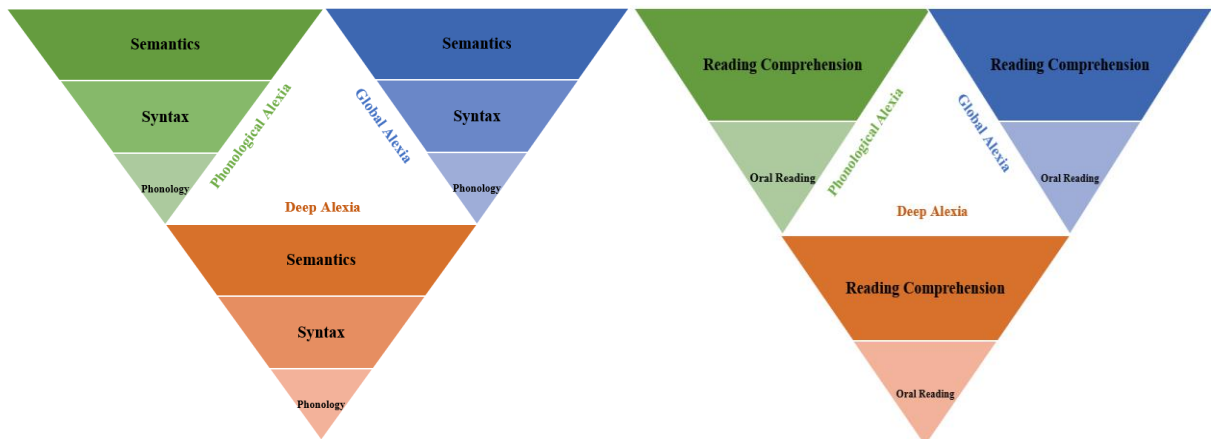 Semantics
Syntax
Phonology
Phonological Alexia
Semantics
Syntax
Phonology
Global Alexia
Deep Alexia
Semantics
Syntax
Phonology
Reading Comprehension
Oral Reading
Phonological Alexia
Reading Comprehension
Oral Reading
Global Alexia
Deep Alexia
Reading Comprehension
Oral Reading